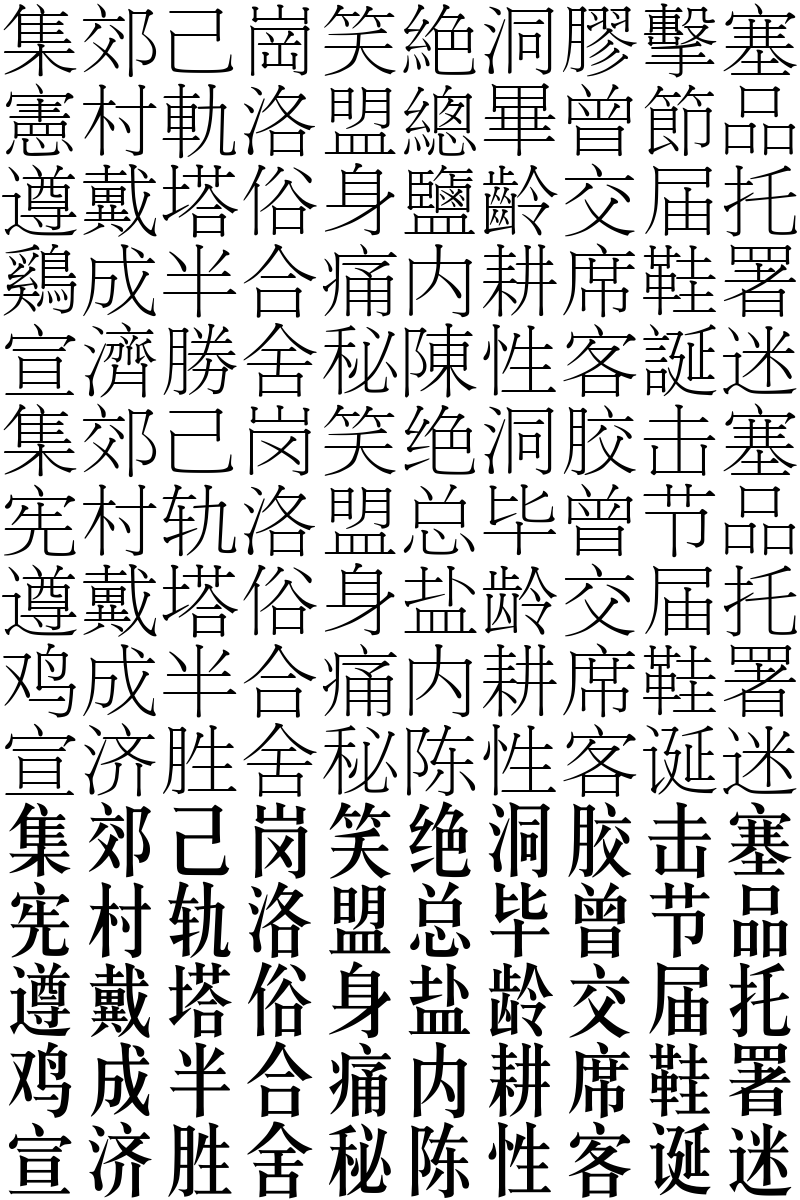 集郊己崗笑絶洞膠擊塞
憲村軌洛盟總畢曾節品
遵戴塔俗身鹽齡交届托
鷄成半合痛内耕席鞋署
宣濟勝舍秘陳性客誕迷
集郊己岗笑绝洞胶击塞
宪村轨洛盟总毕曾节品
遵戴塔俗身盐龄交届托
鸡成半合痛内耕席鞋署
宣济胜舍秘陈性客诞迷
集郊己岗笑绝洞胶击塞
宪村轨洛盟总毕曾节品
遵戴塔俗身盐龄交届托
鸡成半合痛内耕席鞋署
宣济胜舍秘陈性客诞迷